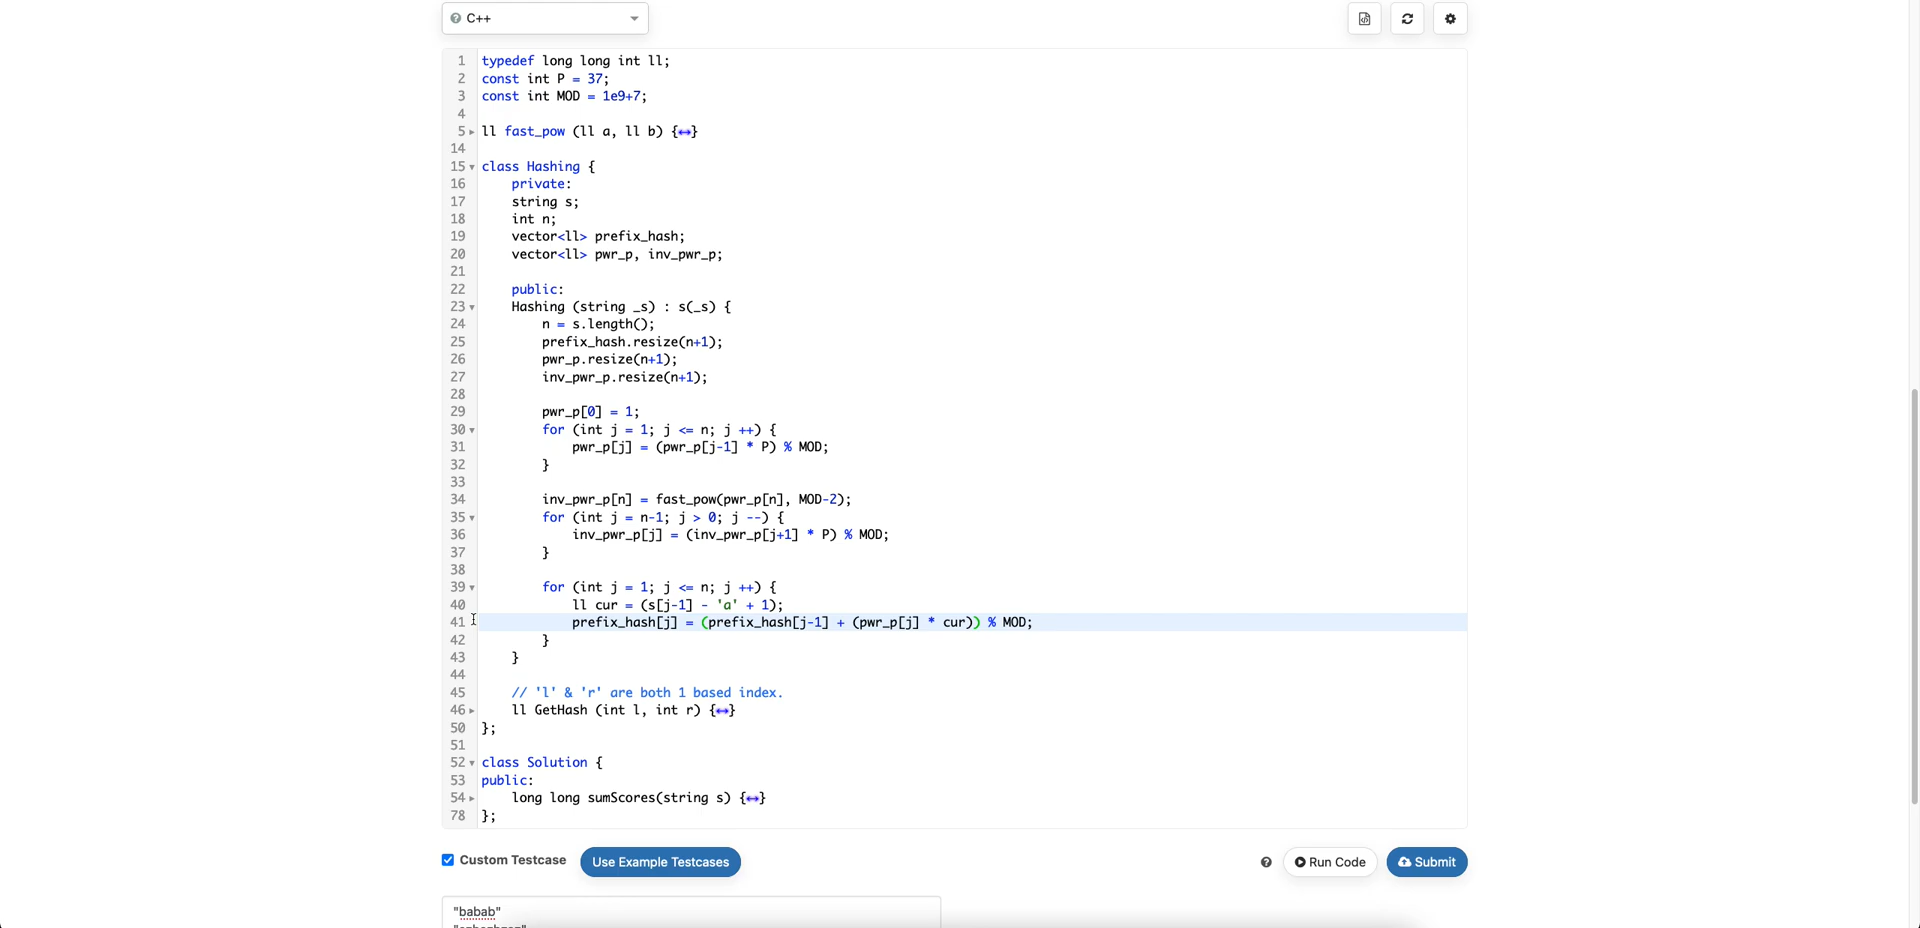 C++
1 typedef long long int ll;
2 const int P = 37;
3 const int MOD = 1e9+7;
4
5 ll fast_pow (ll a, ll b) {↔}
14
15 class Hashing {
16 private:
17 string s;
18 int n;
19 vector<ll> prefix_hash;
20 vector<ll> pwr_p, inv_pwr_p;
21
22 public:
23 Hashing (string _s) : s(_s) {
24 n = s.length();
25 prefix_hash.resize(n+1);
26 pwr_p.resize(n+1);
27 inv_pwr_p.resize(n+1);
28
29 pwr_p[0] = 1;
30 for (int j = 1; j <= n; j ++) {
31 pwr_p[j] = (pwr_p[j-1] * P) % MOD;
32 }
33
34 inv_pwr_p[n] = fast_pow(pwr_p[n], MOD-2);
35 for (int j = n-1; j > 0; j --) {
36 inv_pwr_p[j] = (inv_pwr_p[j+1] * P) % MOD;
37 }
38
39 for (int j = 1; j <= n; j ++) {
40 ll cur = (s[j-1] - 'a' + 1);
41 prefix_hash[j] = (prefix_hash[j-1] + (pwr_p[j] * cur)) % MOD;
42 }
43 }
44
45 // 'l' & 'r' are both 1 based index.
46 ll GetHash (int l, int r) {↔}
50 };
51
52 class Solution {
53 public:
54 long long sumScores(string s) {↔}
78 };
Custom Testcase Use Example Testcases ? Run Code Submit
"babab"